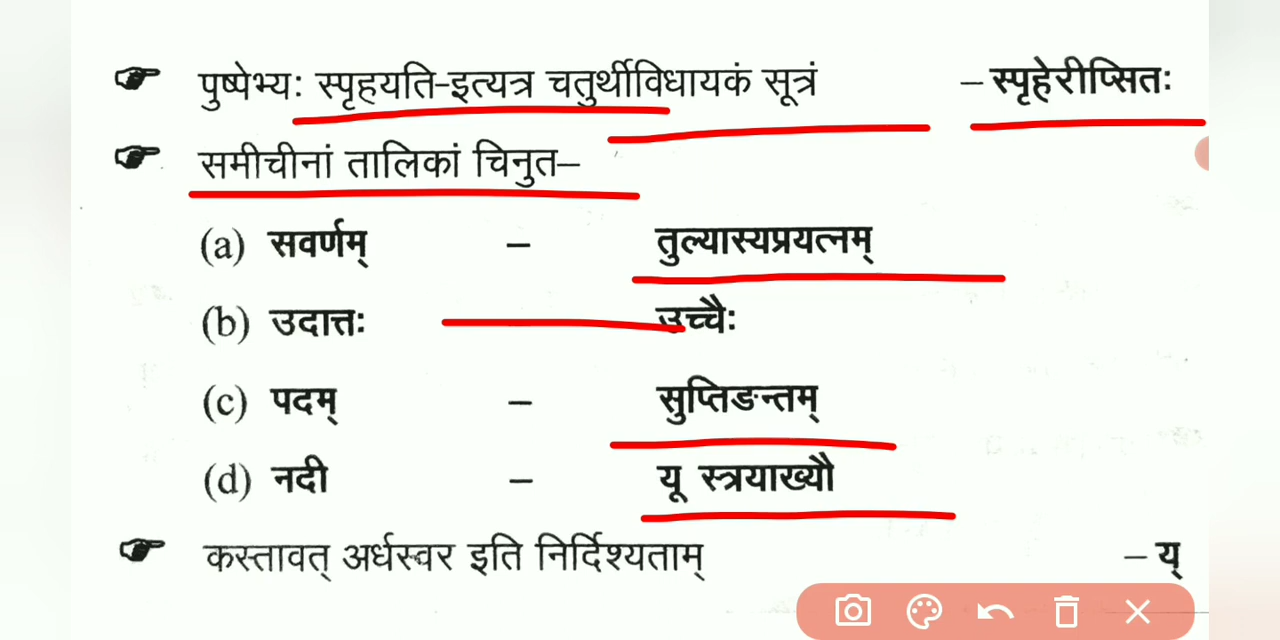 पुष्पेभ्यः स्पृहयति-इत्यत्र चतुर्थीविधायकं सूत्रं – स्पृहेरीप्सितः
समीचीनां तालिकां चिनुत–
(a) सवर्णम् – तुल्यास्यप्रयत्नम्
(b) उदात्तः उच्चैः
(c) पदम् – सुप्तिङन्तम्
(d) नदी – यू स्त्रयाख्यौ
कस्तावत् अर्धस्वर इति निर्दिश्यताम् – य्